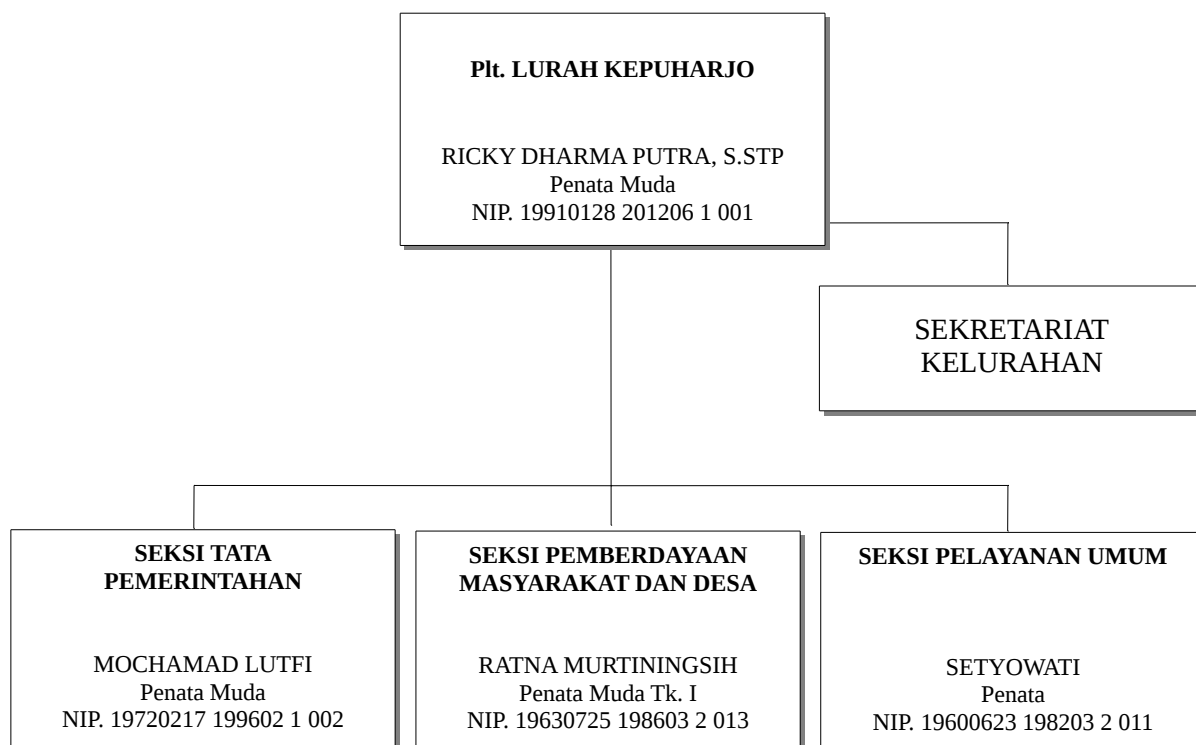 Plt. LURAH KEPUHARJO
RICKY DHARMA PUTRA, S.STP
Penata Muda
NIP. 19910128 201206 1 001
SEKRETARIAT
KELURAHAN
SEKSI TATA
PEMERINTAHAN
MOCHAMAD LUTFI
Penata Muda
NIP. 19720217 199602 1 002
SEKSI PEMBERDAYAAN
MASYARAKAT DAN DESA
RATNA MURTININGSIH
Penata Muda Tk. I
NIP. 19630725 198603 2 013
SEKSI PELAYANAN UMUM
SETYOWATI
Penata
NIP. 19600623 198203 2 011